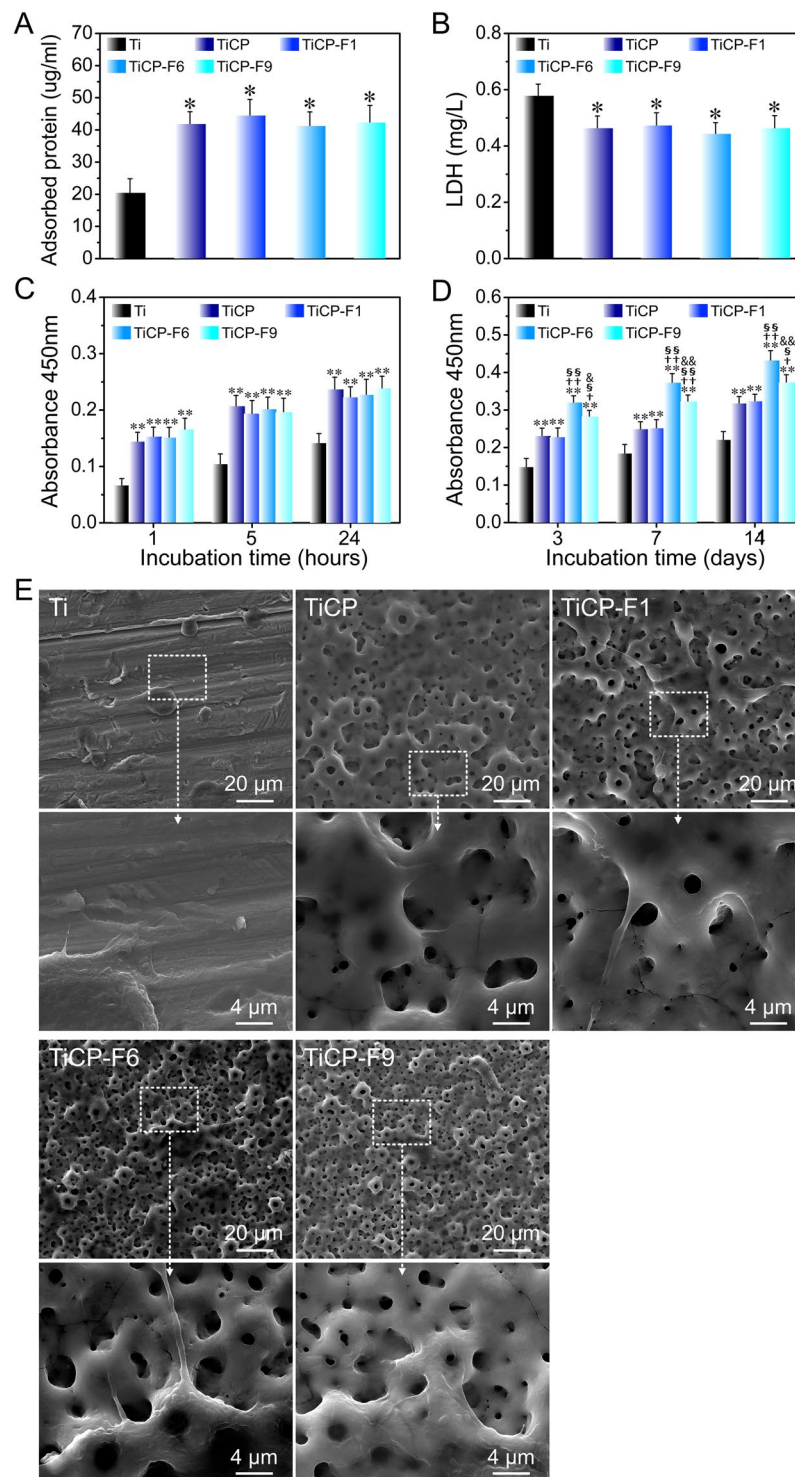 A
Adsorbed protein (ug/ml)
70
60
50
40
30
20
10
0
Ti TiCP TiCP-F1
TiCP-F6 TiCP-F9
* * * *
B
LDH (mg/L)
0.8
0.6
0.4
0.2
0.0
Ti TiCP TiCP-F1
TiCP-F6 TiCP-F9
* * * *
C
Absorbance 450nm
0.4
0.3
0.2
0.1
0.0
Ti TiCP TiCP-F1
TiCP-F6 TiCP-F9
** ** ** **
** ** ** **
** ** ** **
1 5 24
Incubation time (hours)
D
Absorbance 450nm
0.6
0.5
0.4
0.3
0.2
0.1
0.0
Ti TiCP TiCP-F1
TiCP-F6 TiCP-F9
** **
§§
††
**
&
§
†
**
** **
§§
††
**
&&
§§
††
**
** **
§§
††
**
&&
§
†
**
3 7 14
Incubation time (days)
E
Ti
20 µm
TiCP
20 µm
TiCP-F1
20 µm
4 µm
4 µm
4 µm
TiCP-F6
20 µm
TiCP-F9
20 µm
4 µm
4 µm